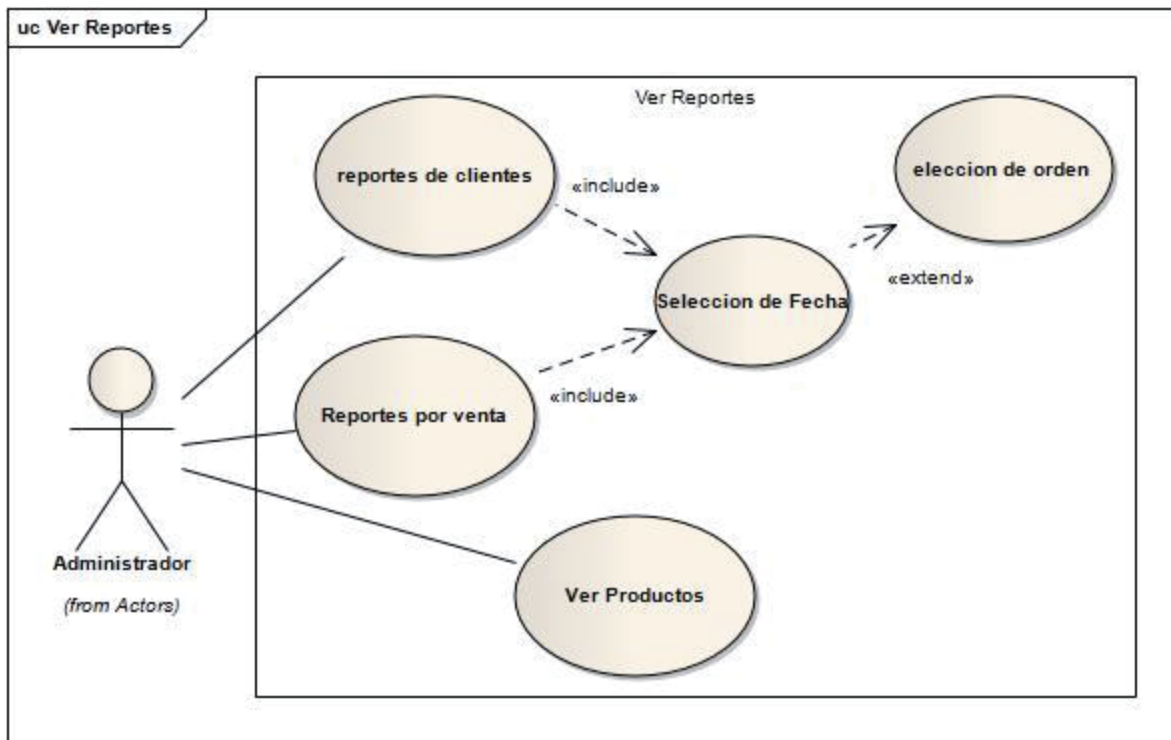 uc Ver Reportes
Ver Reportes
reportes de clientes
«include»
eleccion de orden
Seleccion de Fecha
«extend»
Reportes por venta
«include»
Administrador
(from Actors)
Ver Productos